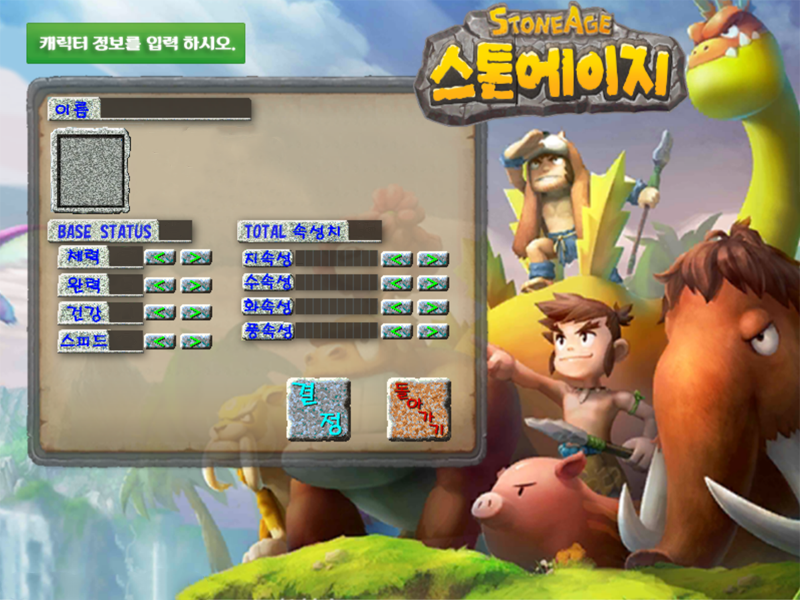 캐릭터 정보를 입력 하시오.
STONEAGE
스톤에이지
이름
BASE STATUS
체력
완력
건강
스피드
TOTAL 속성치
지속성
수속성
화속성
풍속성
결정
돌아가기